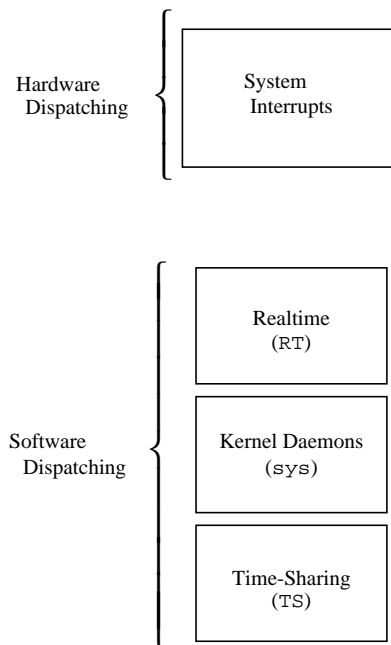 Hardware
Dispatching
System
Interrupts
Realtime
(RT)
Software
Dispatching
Kernel Daemons
(sys)
Time-Sharing
(TS)